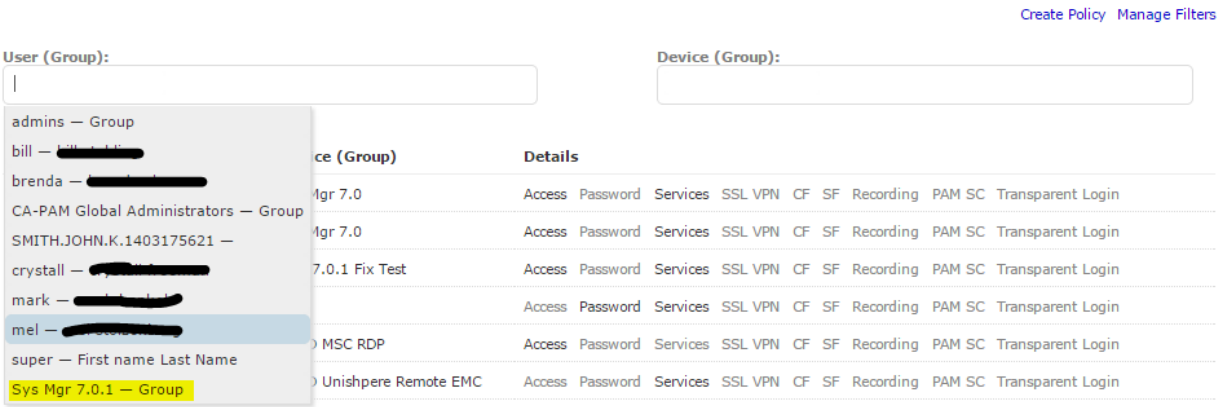 Create Policy Manage Filters
User (Group): Device (Group):
admins — Group
bill —
ice (Group) Details
brenda —
Mgr 7.0 Access Password Services SSL VPN CF SF Recording PAM SC Transparent Login
CA-PAM Global Administrators — Group
SMITH.JOHN.K.1403175621 —
Mgr 7.0 Access Password Services SSL VPN CF SF Recording PAM SC Transparent Login
crystall —
7.0.1 Fix Test Access Password Services SSL VPN CF SF Recording PAM SC Transparent Login
mark —
Access Password Services SSL VPN CF SF Recording PAM SC Transparent Login
mel —
MSC RDP Access Password Services SSL VPN CF SF Recording PAM SC Transparent Login
super — First name Last Name
Sys Mgr 7.0.1 — Group
Unishpere Remote EMC Access Password Services SSL VPN CF SF Recording PAM SC Transparent Login